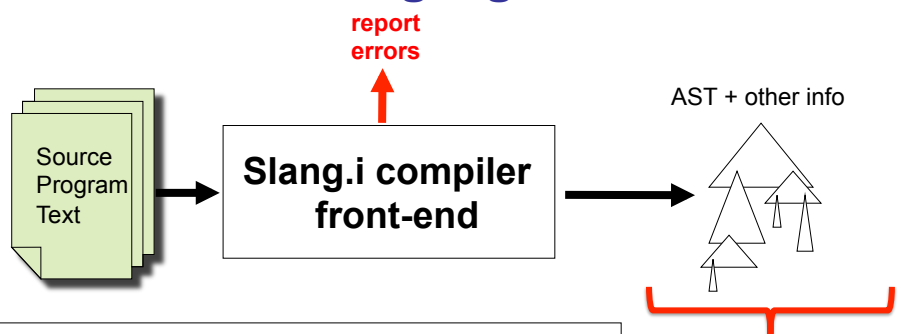 report
errors
AST + other info
Source
Program
Text
Slang.i compiler
front-end